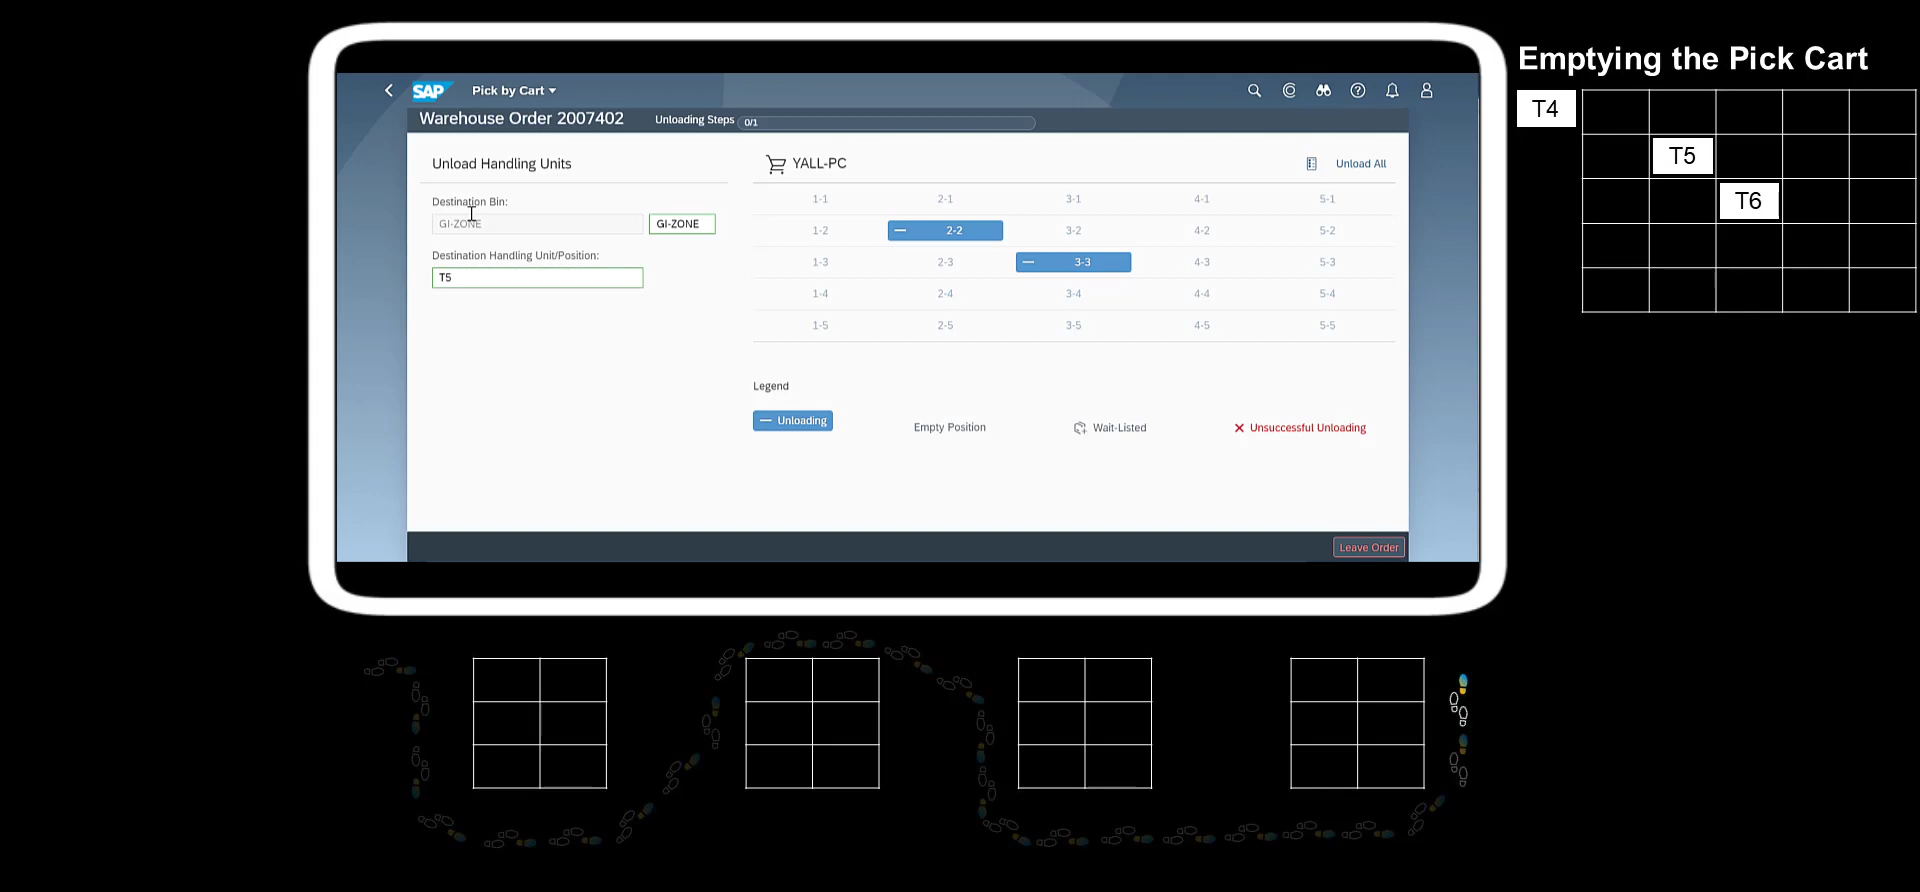 Emptying the Pick Cart
T4
T5
T6
SAP Pick by Cart
Warehouse Order 2007402 Unloading Steps 0/1
Unload Handling Units
Destination Bin:
GI-ZONE GI-ZONE
Destination Handling Unit/Position:
T5
YALL-PC Unload All
1-1 2-1 3-1 4-1 5-1
1-2 2-2 3-2 4-2 5-2
1-3 2-3 3-3 4-3 5-3
1-4 2-4 3-4 4-4 5-4
1-5 2-5 3-5 4-5 5-5
Legend
Unloading Empty Position Wait-Listed Unsuccessful Unloading
Leave Order